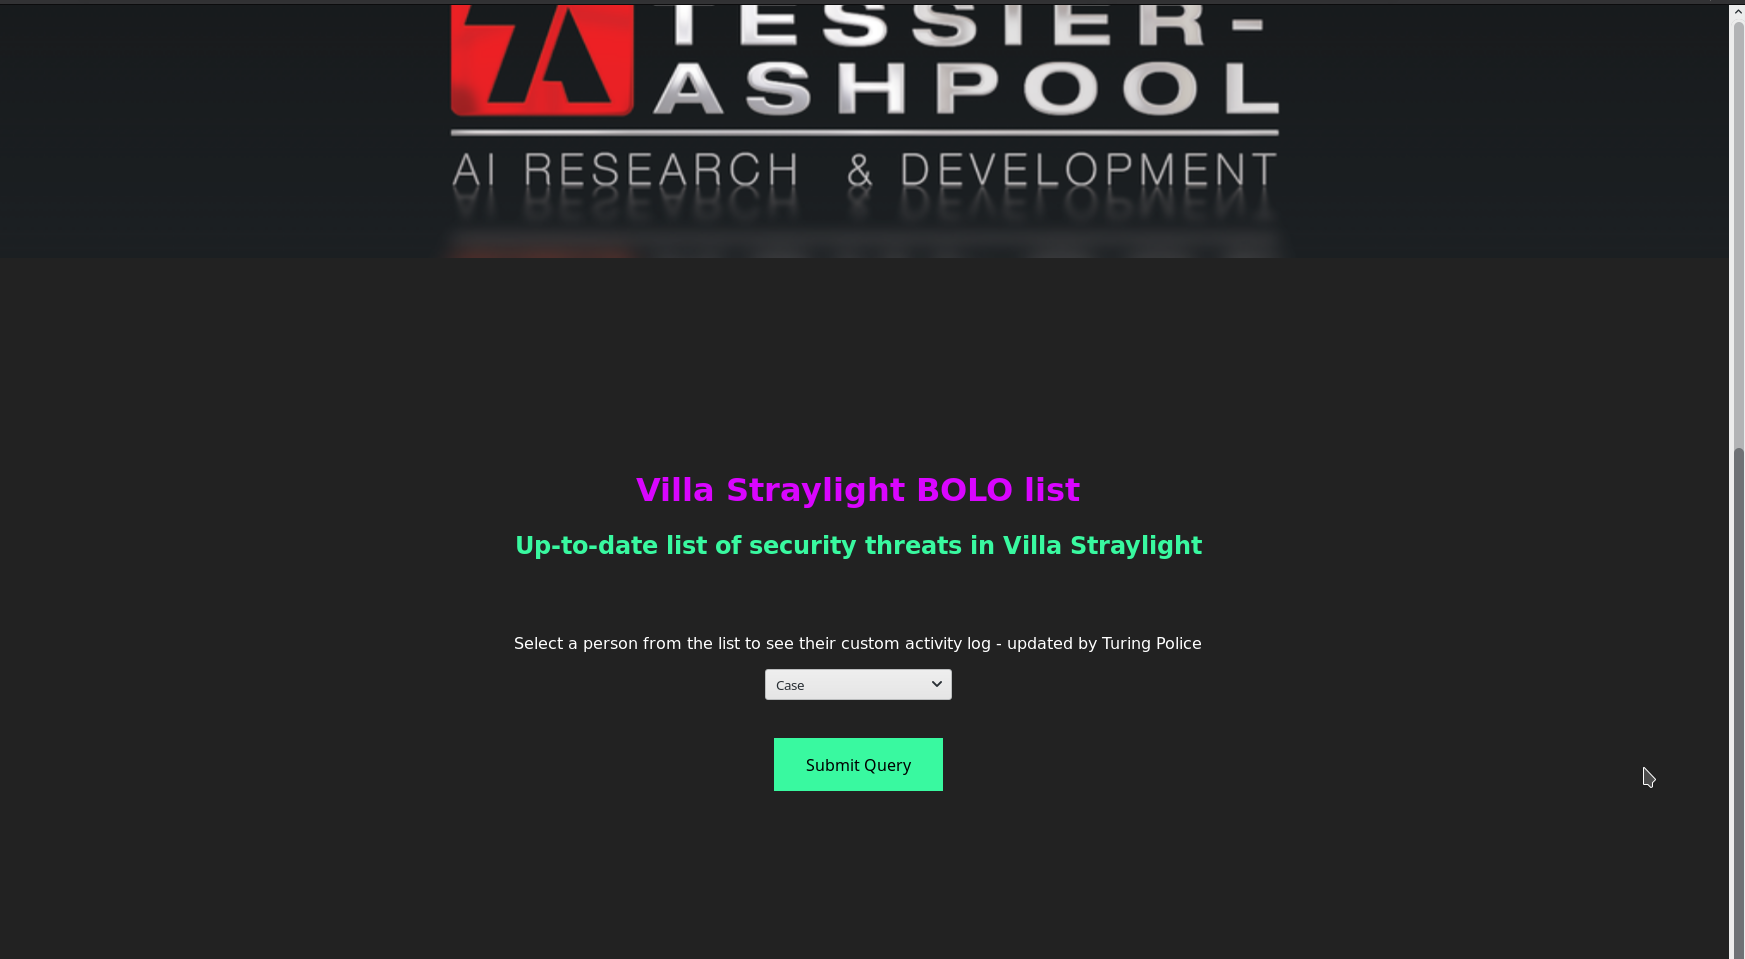 TESSIER-
ASHPOOL
AI RESEARCH & DEVELOPMENT
Villa Straylight BOLO list
Up-to-date list of security threats in Villa Straylight
Select a person from the list to see their custom activity log - updated by Turing Police
Case
Submit Query